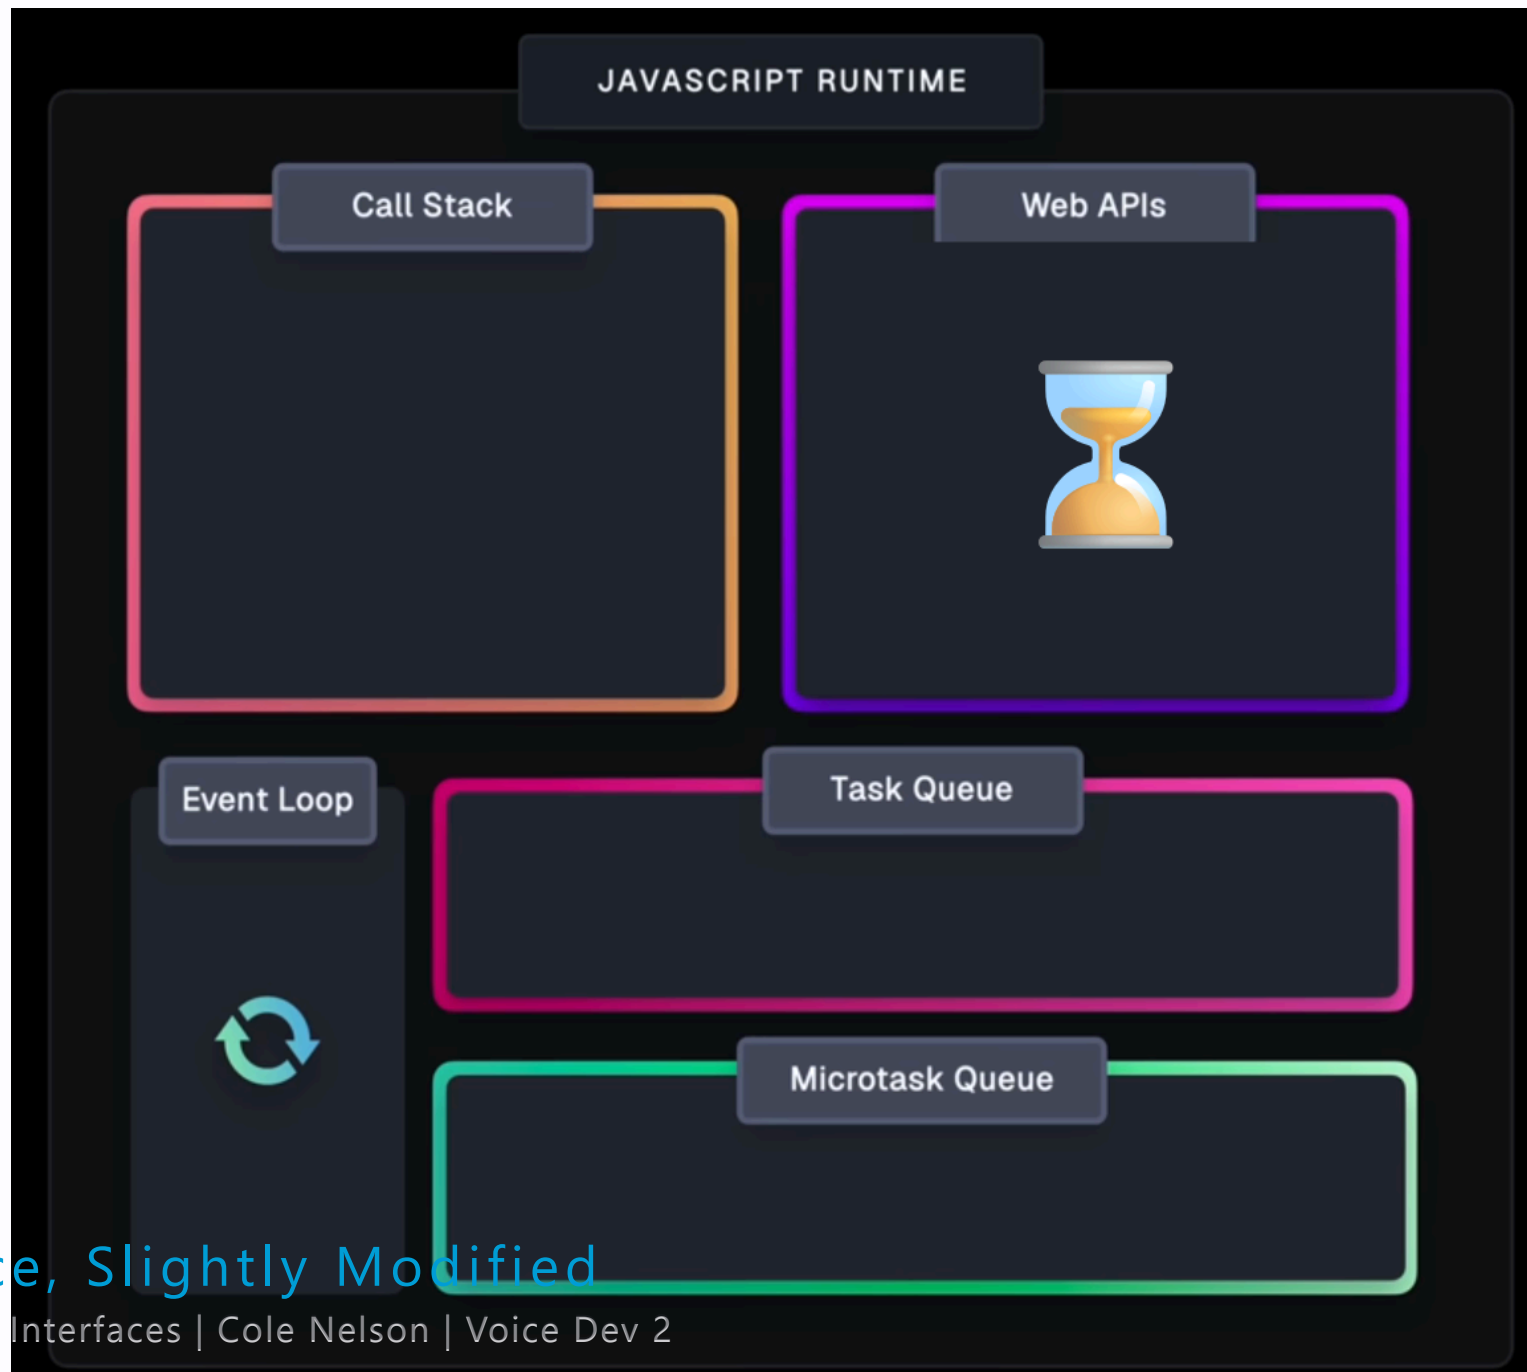 JAVASCRIPT RUNTIME
Call Stack
Web APIs
Event Loop
Task Queue
Microtask Queue
Slightly Modified
Interfaces | Cole Nelson | Voice Dev 2